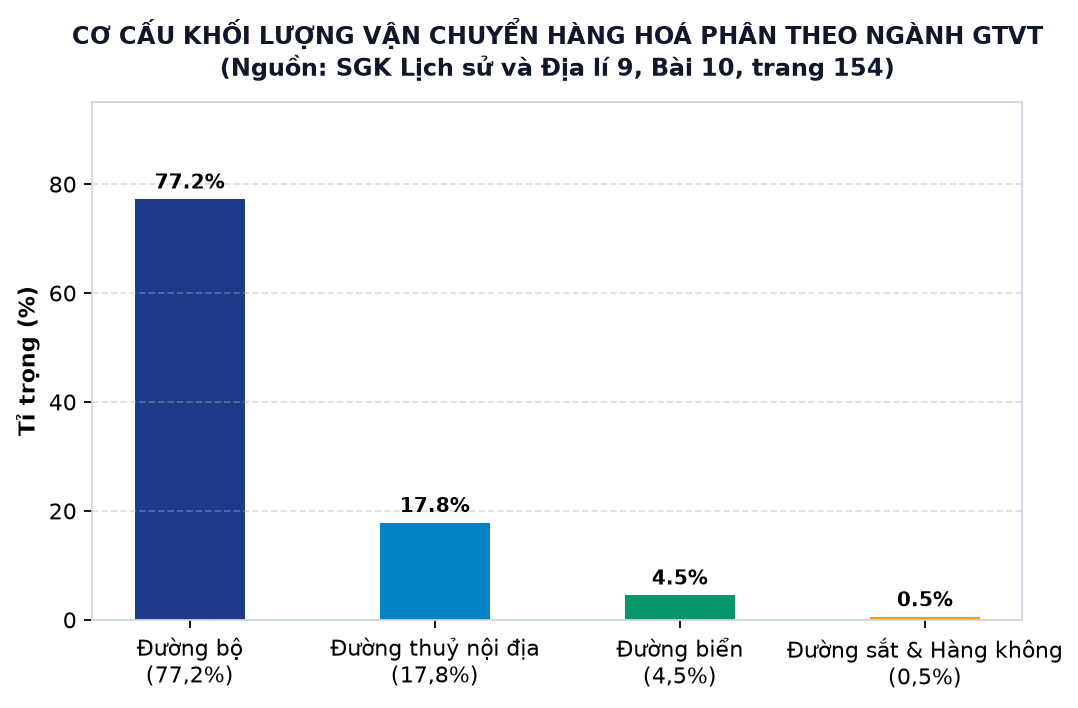 CƠ CẤU KHỐI LƯỢNG VẬN CHUYỂN HÀNG HOÁ PHÂN THEO NGÀNH GTVT
(Nguồn: SGK Lịch sử và Địa lí 9, Bài 10, trang 154)
Tỉ trọng (%)
80
60
40
20
0
77.2%
17.8%
4.5%
0.5%
Đường bộ
(77,2%)
Đường thuỷ nội địa
(17,8%)
Đường biển
(4,5%)
Đường sắt & Hàng không
(0,5%)